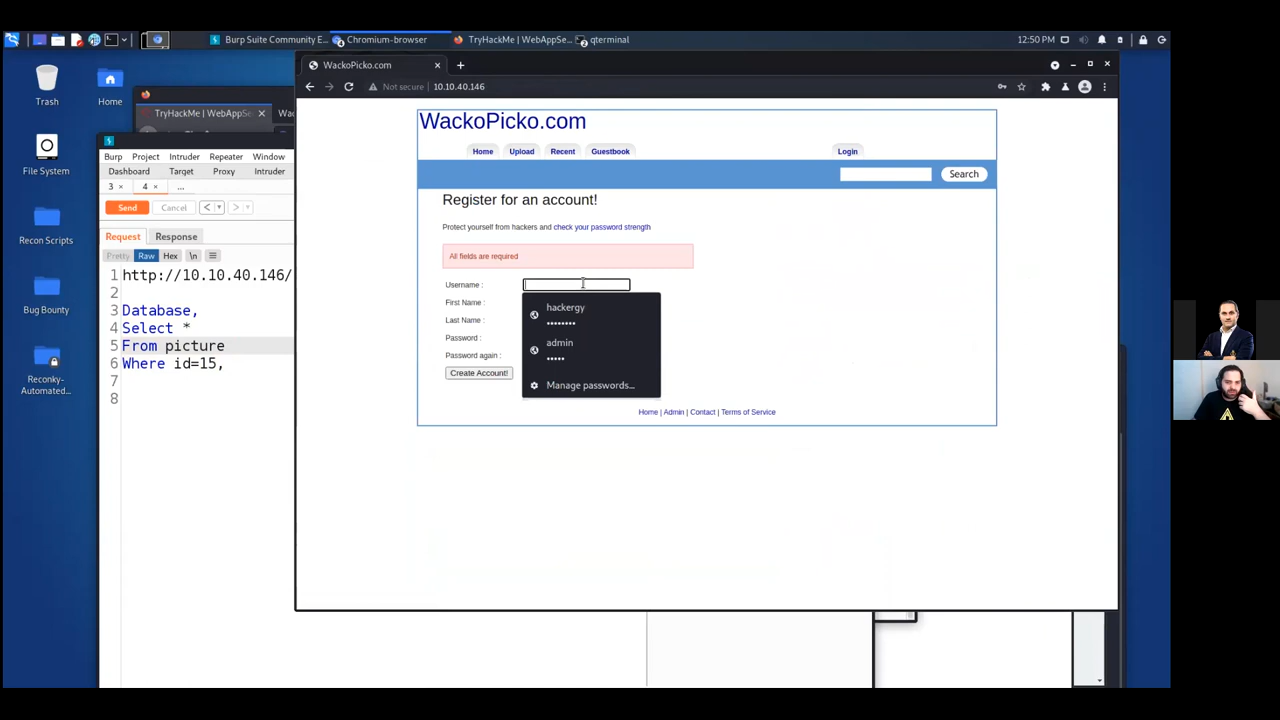 Burp Suite Community E...
Chromium-browser
TryHackMe | WebAppSe...
qterminal
12:50 PM
Trash
Home
File System
Recon Scripts
Bug Bounty
Reconky-
Automated...
TryHackMe | WebAppSe
Wa
Burp Project Intruder Repeater Window
Dashboard Target Proxy Intruder
3 × 4 × ...
Send Cancel < >
Request Response
Pretty Raw Hex \n
1 http://10.10.40.146/
2
3 Database,
4 Select *
5 From picture
6 Where id=15,
7
8
WackoPicko.com
Not secure 10.10.40.146
WackoPicko.com
Home Upload Recent Guestbook Login
Search
Register for an account!
Protect yourself from hackers and check your password strength
All fields are required
Username :
First Name :
Last Name :
Password :
Password again :
Create Account!
hackergy
••••••••
admin
•••••
Manage passwords...
Home | Admin | Contact | Terms of Service